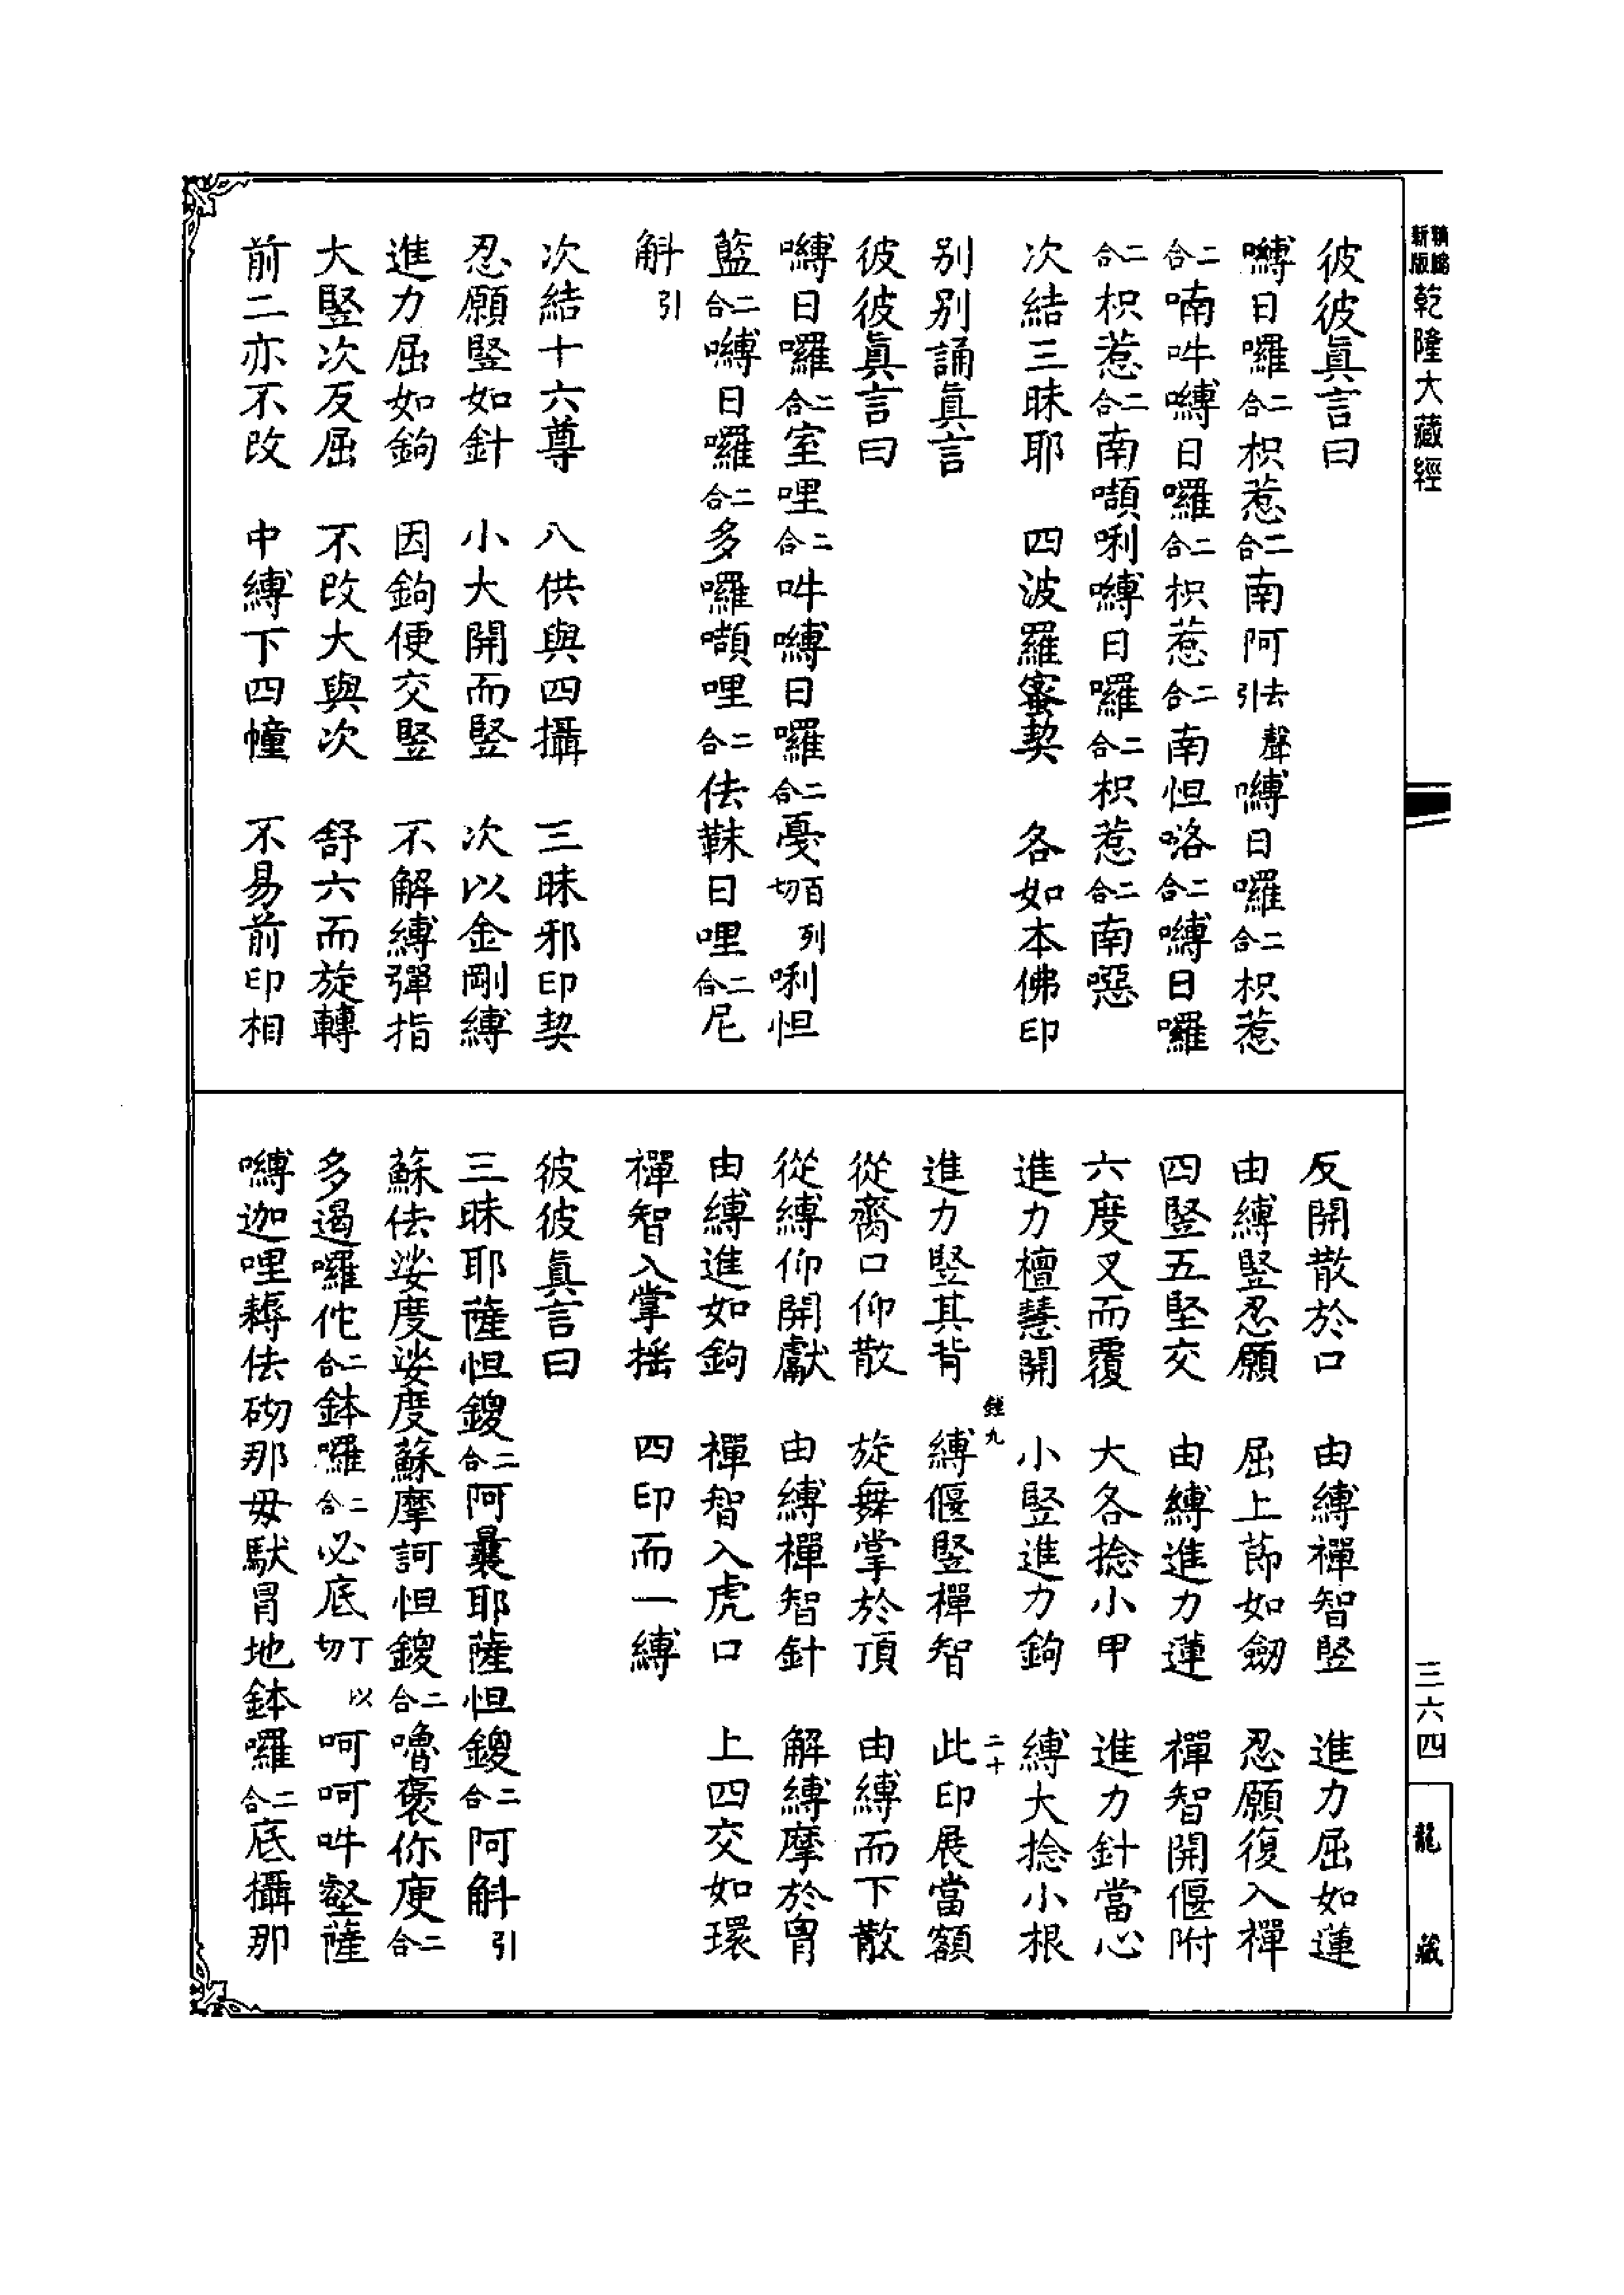 新版
乾隆大藏經
彼彼眞言曰
嚩日囉二合枳惹二合南阿去聲引嚩日囉二合枳惹
二合喃吽嚩日囉二合枳惹二合南怛咯二合嚩日囉
二合枳惹二合南㘑唎嚩日囉二合枳惹二合南噁
次結三昧耶　四波羅蜜契　各如本佛印
別別誦眞言
彼彼眞言曰
嚩日囉二合室哩二合吽嚩日囉二合憂百列切唎怛
藍二合嚩日囉二合多囉㘑哩二合佉靺日哩二合尼
斛引
次結十六尊　八供與四攝　三昧邪印契
忍願豎如針　小大開而豎　次以金剛縛
進力屈如鉤　因鉤便交豎　不解縛彈指
大豎次反屈　不改大與次　舒六而旋轉
前二亦不改　中縛下四幢　不易前印相
反開散於口　由縛禪智豎　進力屈如蓮
由縛豎忍願　屈上節如劒　忍願復入禪
四豎五堅交　由縛進力蓮　禪智開偃附
六度叉而覆　大各捻小甲　進力針當心
進力檀慧開　小豎進力鉤　縛大捻小根
九　二十
進力豎其背　縛偃豎禪智　此印展當額
從臍口仰散　旋舞掌於頂　由縛而下散
從縛仰開獻　由縛禪智針　解縛摩於胷
由縛進如鉤　禪智入虎口　上四交如環
禪智入掌搖　四印而一縛
彼彼眞言曰
三昧耶薩怛鑁二合阿曩耶薩怛鑁二合阿斛引
蘇佉娑度娑度蘇摩訶怛鑁二合嚕褒你庾二合
多遏囉佗二合鉢囉二合必底丁以切呵呵吽壑薩
嚩迦哩耨佉砌那毋馱冐地鉢囉二合底攝那
三六四
龍藏